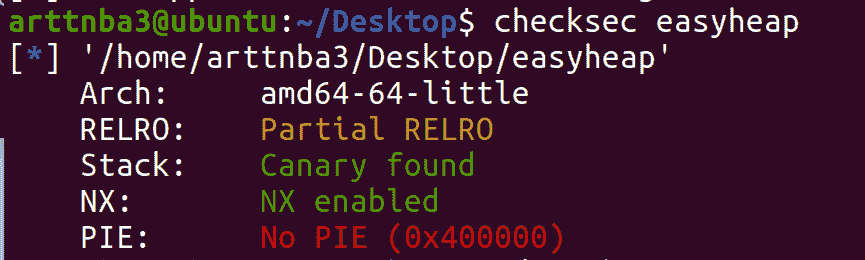 arttnba3@ubuntu:~/Desktop$ checksec easyheap
[*] '/home/arttnba3/Desktop/easyheap'
Arch: amd64-64-little
RELRO: Partial RELRO
Stack: Canary found
NX: NX enabled
PIE: No PIE (0x400000)